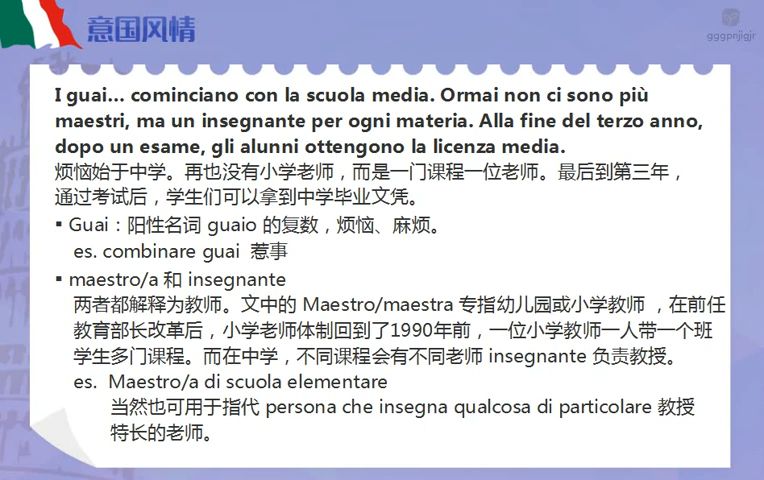 意国风情
gggpnjigjr
I guai… cominciano con la scuola media. Ormai non ci sono più
maestri, ma un insegnante per ogni materia. Alla fine del terzo anno,
dopo un esame, gli alunni ottengono la licenza media.
烦恼始于中学。再也没有小学老师，而是一门课程一位老师。最后到第三年，
通过考试后，学生们可以拿到中学毕业文凭。
▪ Guai：阳性名词 guaio 的复数，烦恼、麻烦。
es. combinare guai 惹事
▪ maestro/a 和 insegnante
两者都解释为教师。文中的 Maestro/maestra 专指幼儿园或小学教师 ，在前任
教育部长改革后，小学老师体制回到了1990年前，一位小学教师一人带一个班
学生多门课程。而在中学，不同课程会有不同老师 insegnante 负责教授。
es. Maestro/a di scuola elementare
当然也可用于指代 persona che insegna qualcosa di particolare 教授
特长的老师。